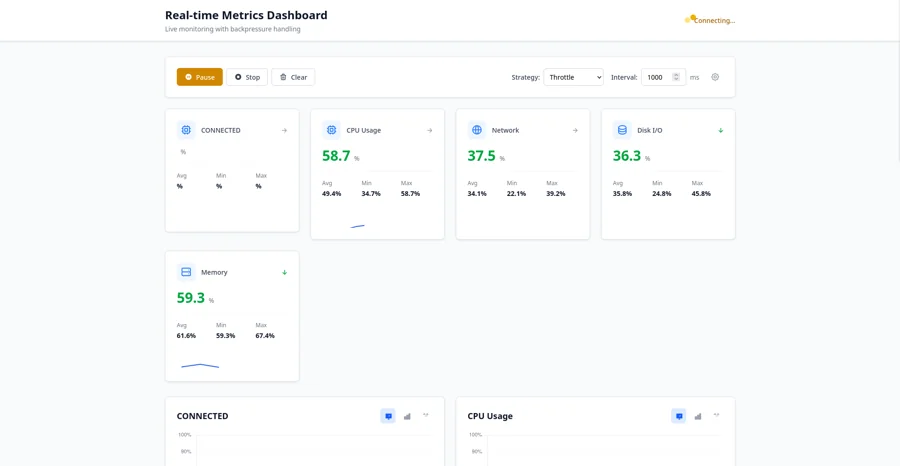 Real-time Metrics Dashboard
Live monitoring with backpressure handling
Connecting...
Pause Stop Clear Strategy: Throttle Interval: 1000 ms
CONNECTED →
%
Avg Min Max
% % %
CPU Usage →
58.7 %
Avg Min Max
49.4% 34.7% 58.7%
Network →
37.5 %
Avg Min Max
34.1% 22.1% 39.2%
Disk I/O ↓
36.3 %
Avg Min Max
35.8% 24.8% 45.8%
Memory ↓
59.3 %
Avg Min Max
61.6% 59.3% 67.4%
CONNECTED
100%
80%
CPU Usage
100%
80%